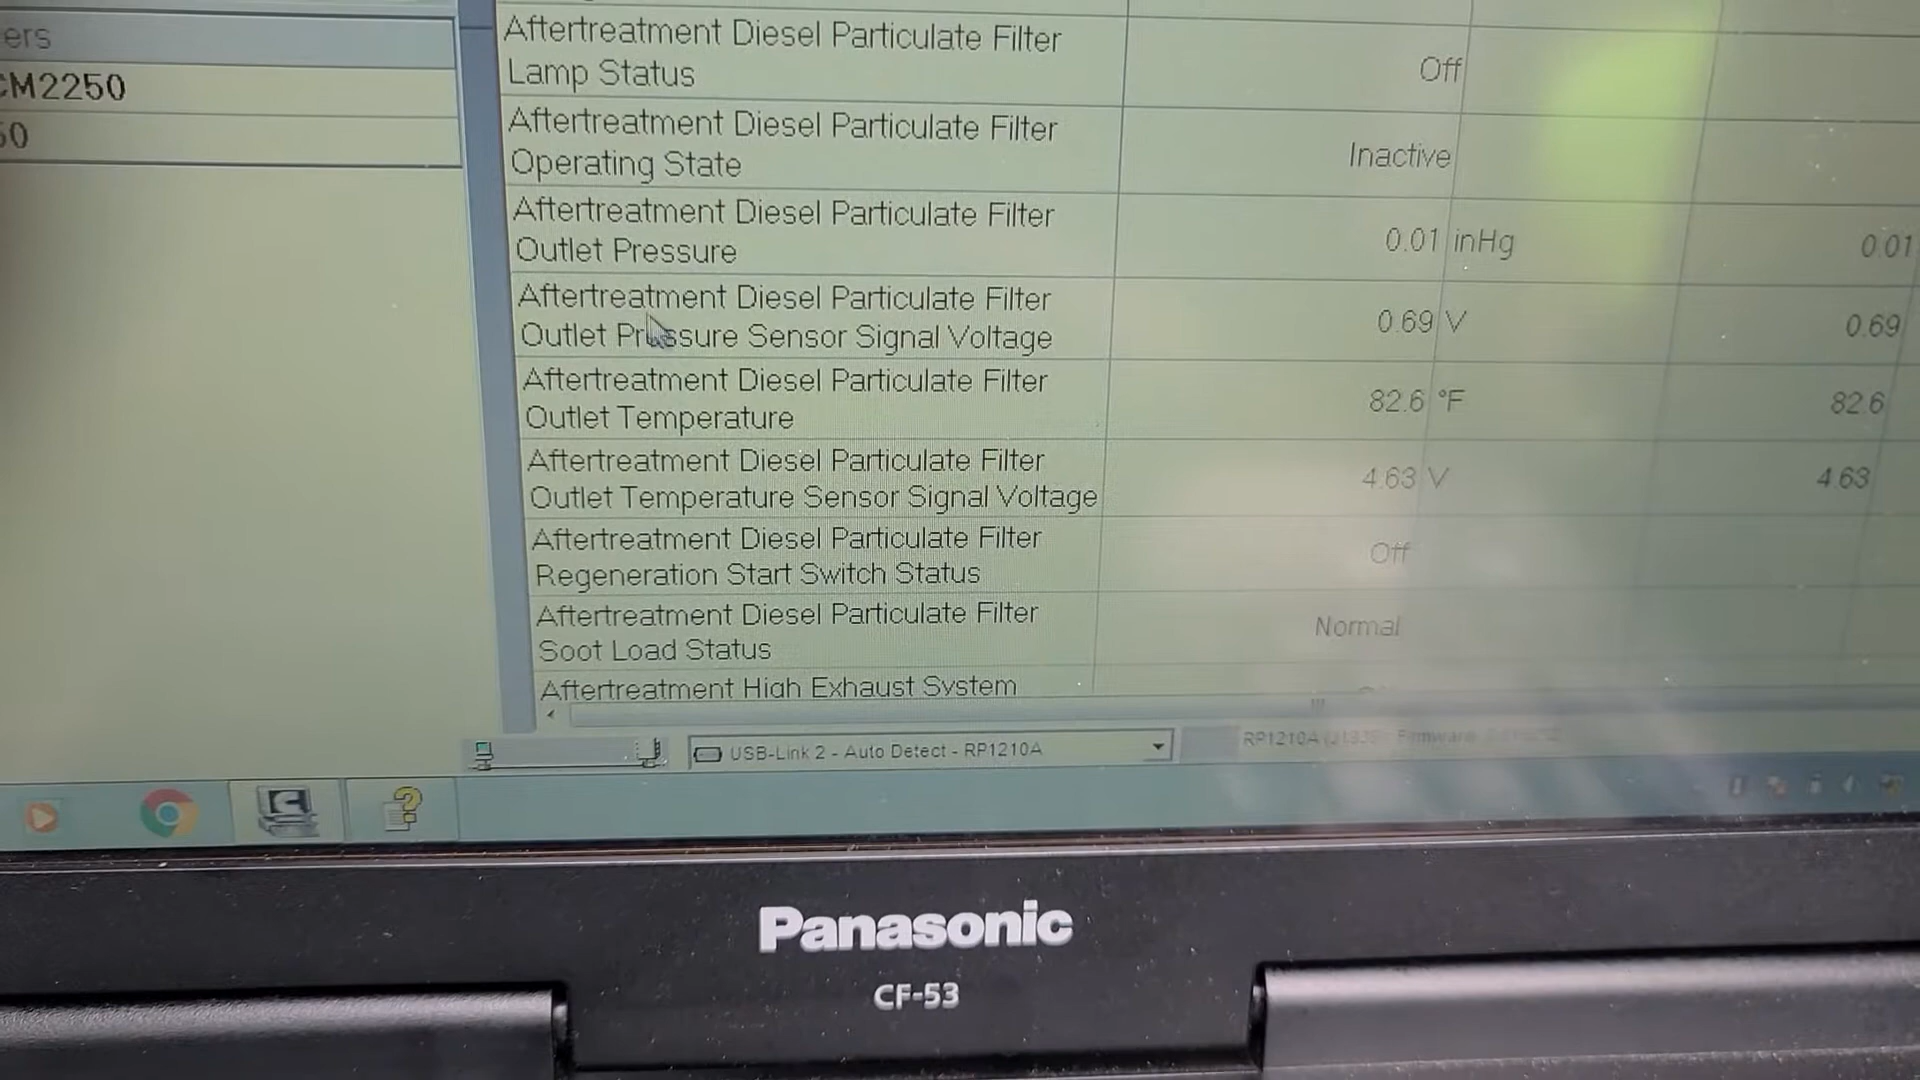 ers
CM2250
50
Aftertreatment Diesel Particulate Filter
Lamp Status
Off
Aftertreatment Diesel Particulate Filter
Operating State
Inactive
Aftertreatment Diesel Particulate Filter
Outlet Pressure
0.01 inHg 0.01
Aftertreatment Diesel Particulate Filter
Outlet Pressure Sensor Signal Voltage
0.69 V 0.69
Aftertreatment Diesel Particulate Filter
Outlet Temperature
82.6 °F 82.6
Aftertreatment Diesel Particulate Filter
Outlet Temperature Sensor Signal Voltage
4.63 V 4.63
Aftertreatment Diesel Particulate Filter
Regeneration Start Switch Status
Off
Aftertreatment Diesel Particulate Filter
Soot Load Status
Normal
Aftertreatment High Exhaust System
USB-Link 2 - Auto Detect - RP1210A
RP1210A Firmware
Panasonic
CF-53